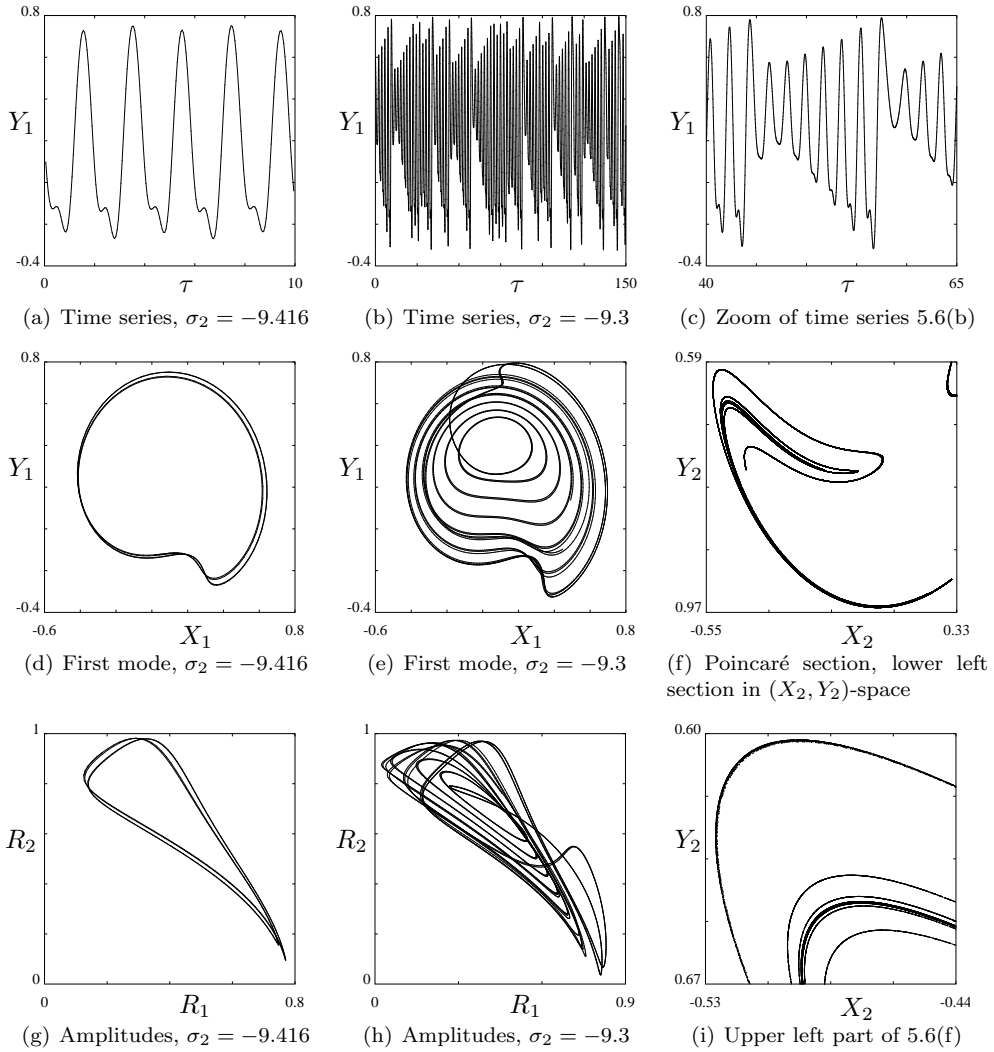 0.8
Y₁
-0.4
0
τ
10
(a) Time series, σ₂ = −9.416
0.8
Y₁
-0.4
0
τ
150
(b) Time series, σ₂ = −9.3
0.8
Y₁
-0.4
40
τ
65
(c) Zoom of time series 5.6(b)
0.8
Y₁
-0.4
-0.6
X₁
0.8
(d) First mode, σ₂ = −9.416
0.8
Y₁
-0.4
-0.6
X₁
0.8
(e) First mode, σ₂ = −9.3
0.59
Y₂
0.97
-0.55
X₂
0.33
(f) Poincaré section, lower left
section in (X₂, Y₂)-space
1
R₂
0
0
R₁
0.8
(g) Amplitudes, σ₂ = −9.416
1
R₂
0
0
R₁
0.9
(h) Amplitudes, σ₂ = −9.3
0.60
Y₂
0.67
-0.53
X₂
-0.44
(i) Upper left part of 5.6(f)